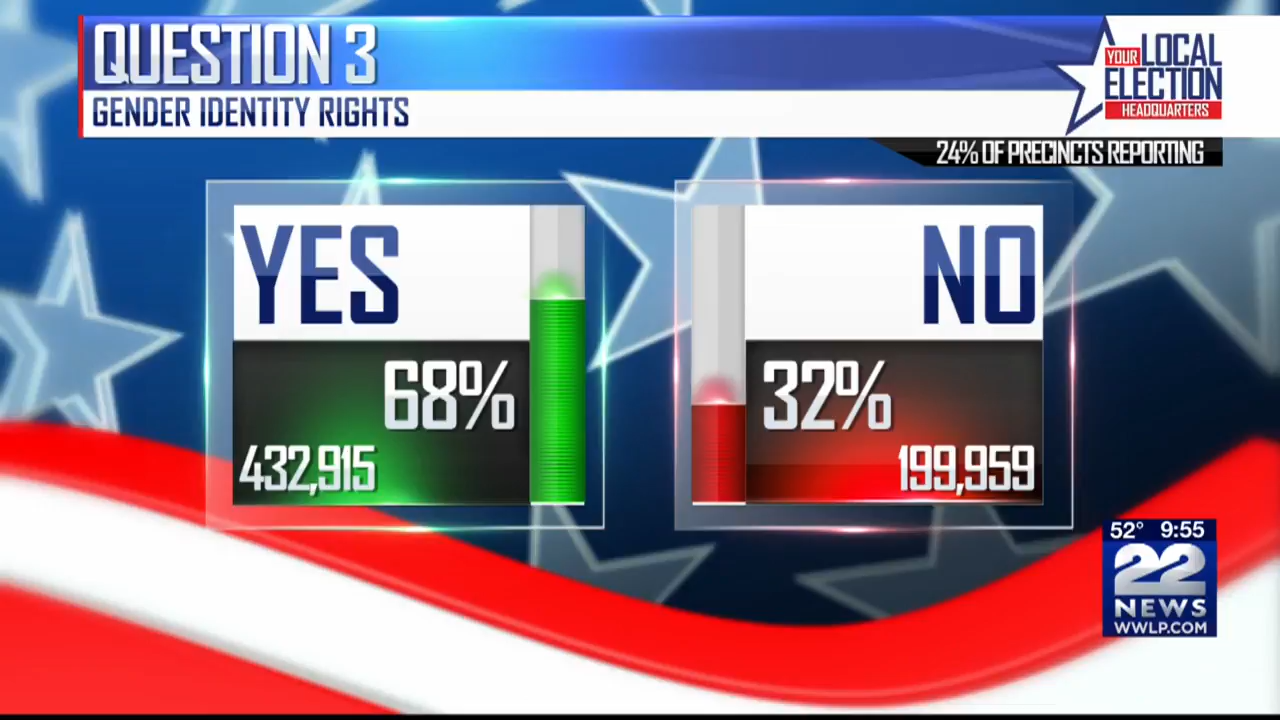 QUESTION 3
GENDER IDENTITY RIGHTS
YOUR LOCAL
ELECTION
HEADQUARTERS
24% OF PRECINCTS REPORTING
YES
68%
432,915
NO
32%
199,959
52° 9:55
22
NEWS
WWLP.COM